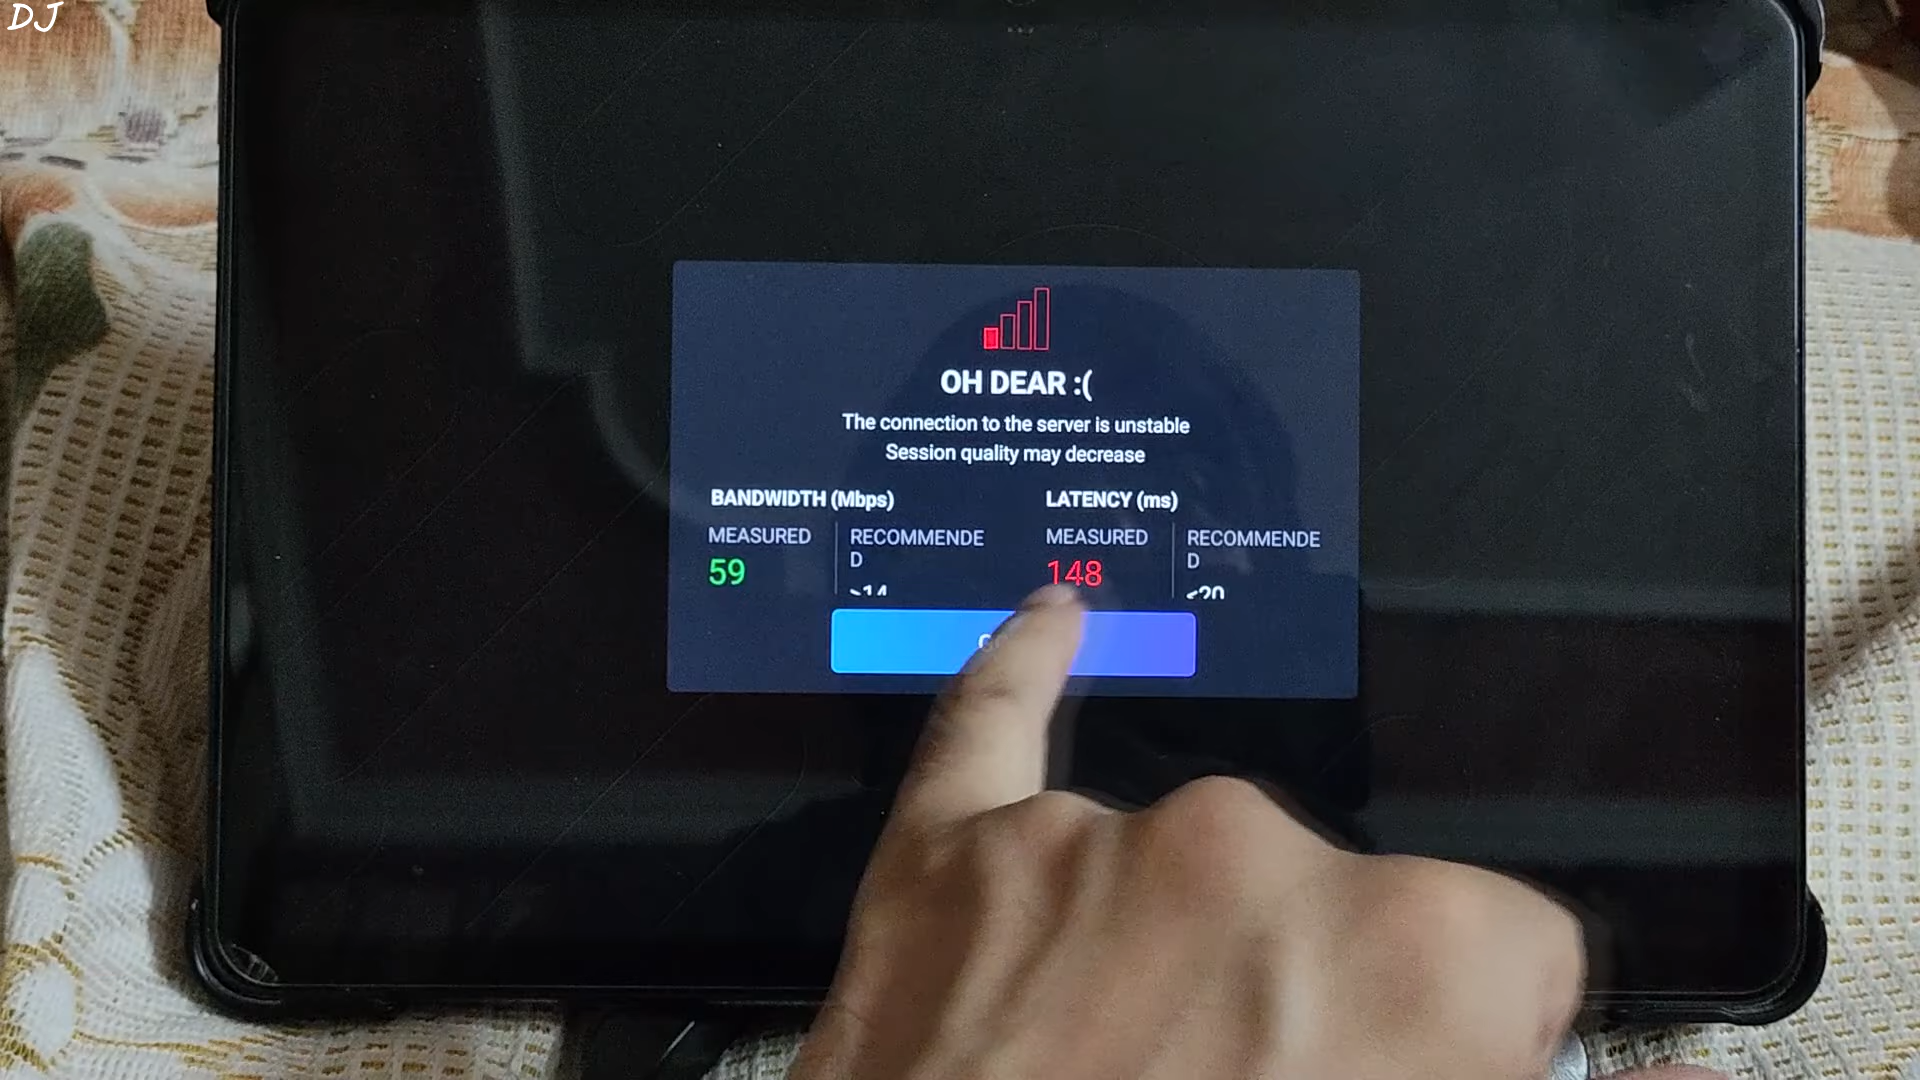 DJ
OH DEAR :(
The connection to the server is unstable
Session quality may decrease
BANDWIDTH (Mbps)
LATENCY (ms)
MEASURED
RECOMMENDE
D
MEASURED
RECOMMENDE
D
59
148
<20